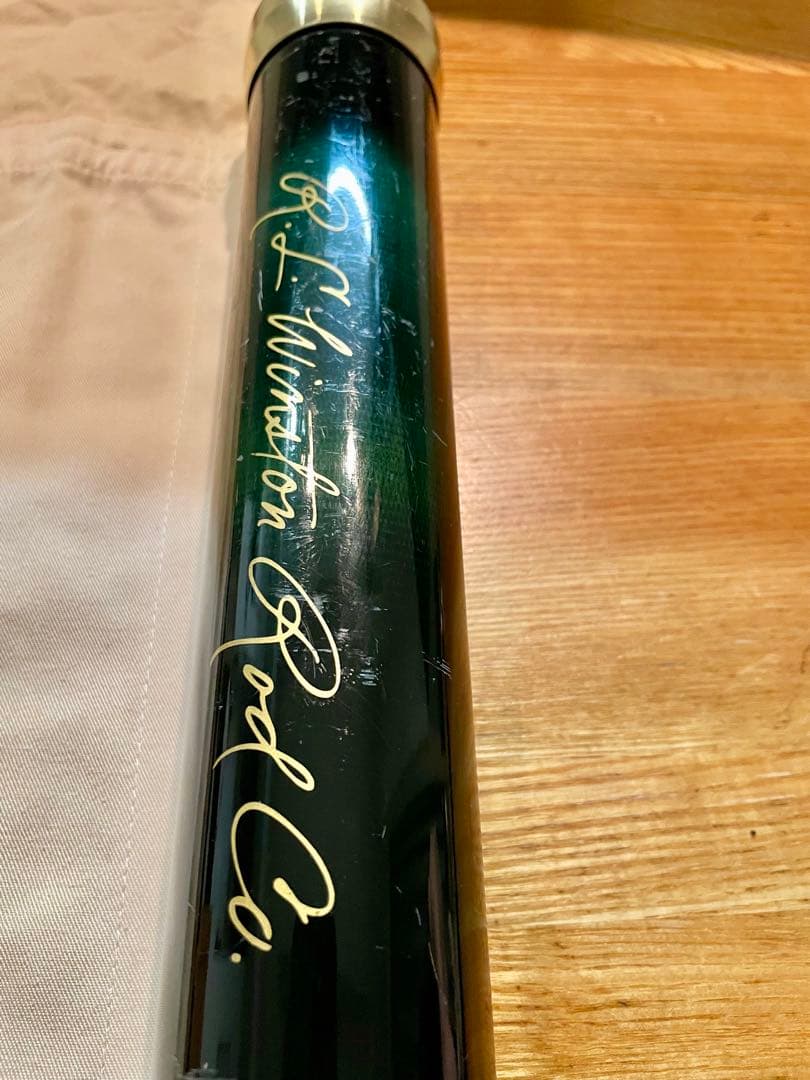 R. L. Winston Rod Co.